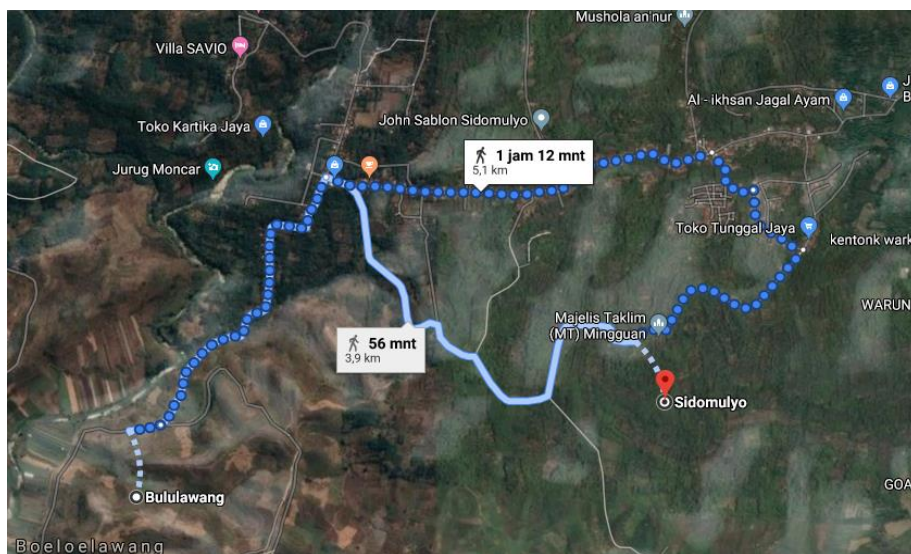 Mushola an'nur
Villa SAVIO
J
B
Al - ikhsan Jagal Ayam
Toko Kartika Jaya
John Sablon Sidomulyo
1 jam 12 mnt
5,1 km
Jurug Moncar
Toko Tunggal Jaya
kentonk wark
WARUN
Majelis Taklim
(MT) Mingguan
56 mnt
3,9 km
Sidomulyo
Bululawang
GOA
Boeloelawang